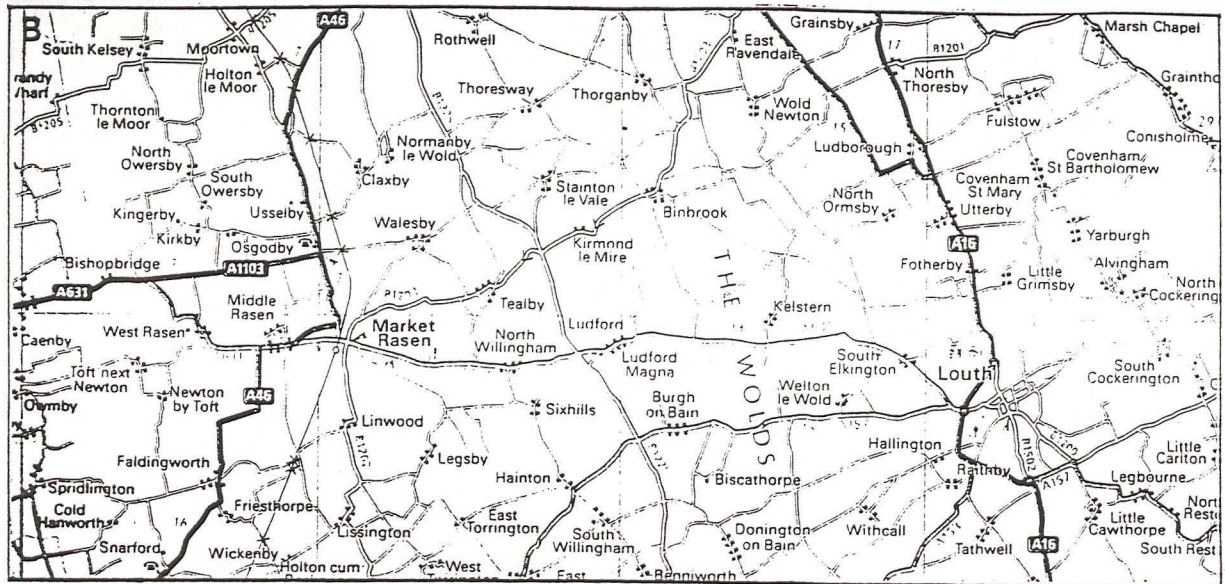 B
A46
South Kelsey
Moortown
Rothwell
East
Ravendale
Grainsby
17
B1201
Marsh Chapel
Holton
le Moor
Thoresway
Thorganby
North
Thoresby
Thornton
le Moor
B1205
Wold
Newton
15
Fulstow
29
Conisholme
North
Owersby
Normanby
le Wold
Ludborough
Covenham
St Bartholomew
South
Owersby
Claxby
Stainton
le Vale
North
Ormsby
Covenham
St Mary
Kingerby
Usselby
Walesby
Binbrook
Utterby
Kirkby
Osgodby
Kirmond
le Mire
A16
Yarburgh
Bishopbridge
A1103
THE
WOLDS
Fotherby
Little
Grimsby
Alvingham
A631
Tealby
Kelstern
North
Middle
Rasen
West Rasen
Market
Rasen
North
Willingham
Ludford
Caenby
Ludford
Magna
South
Elkington
Louth
South
Cockerington
Toft next
Newton
Newton
by Toft
A46
Sixhills
Burgh
on Bain
Welton
le Wold
Linwood
Hallington
Little
Carlton
Faldingworth
Legsby
Hainton
Biscathorpe
Raithby
B1502
A157
Legbourne
Spridlington
Friesthorpe
East
Torrington
Donington
on Bain
Withcall
Little
Cawthorpe
Cold
Hanworth
Lissington
South
Willingham
Tathwell
A16
South Rest
Snarford
Wickenby
Holton cum
West
East
Benniworth